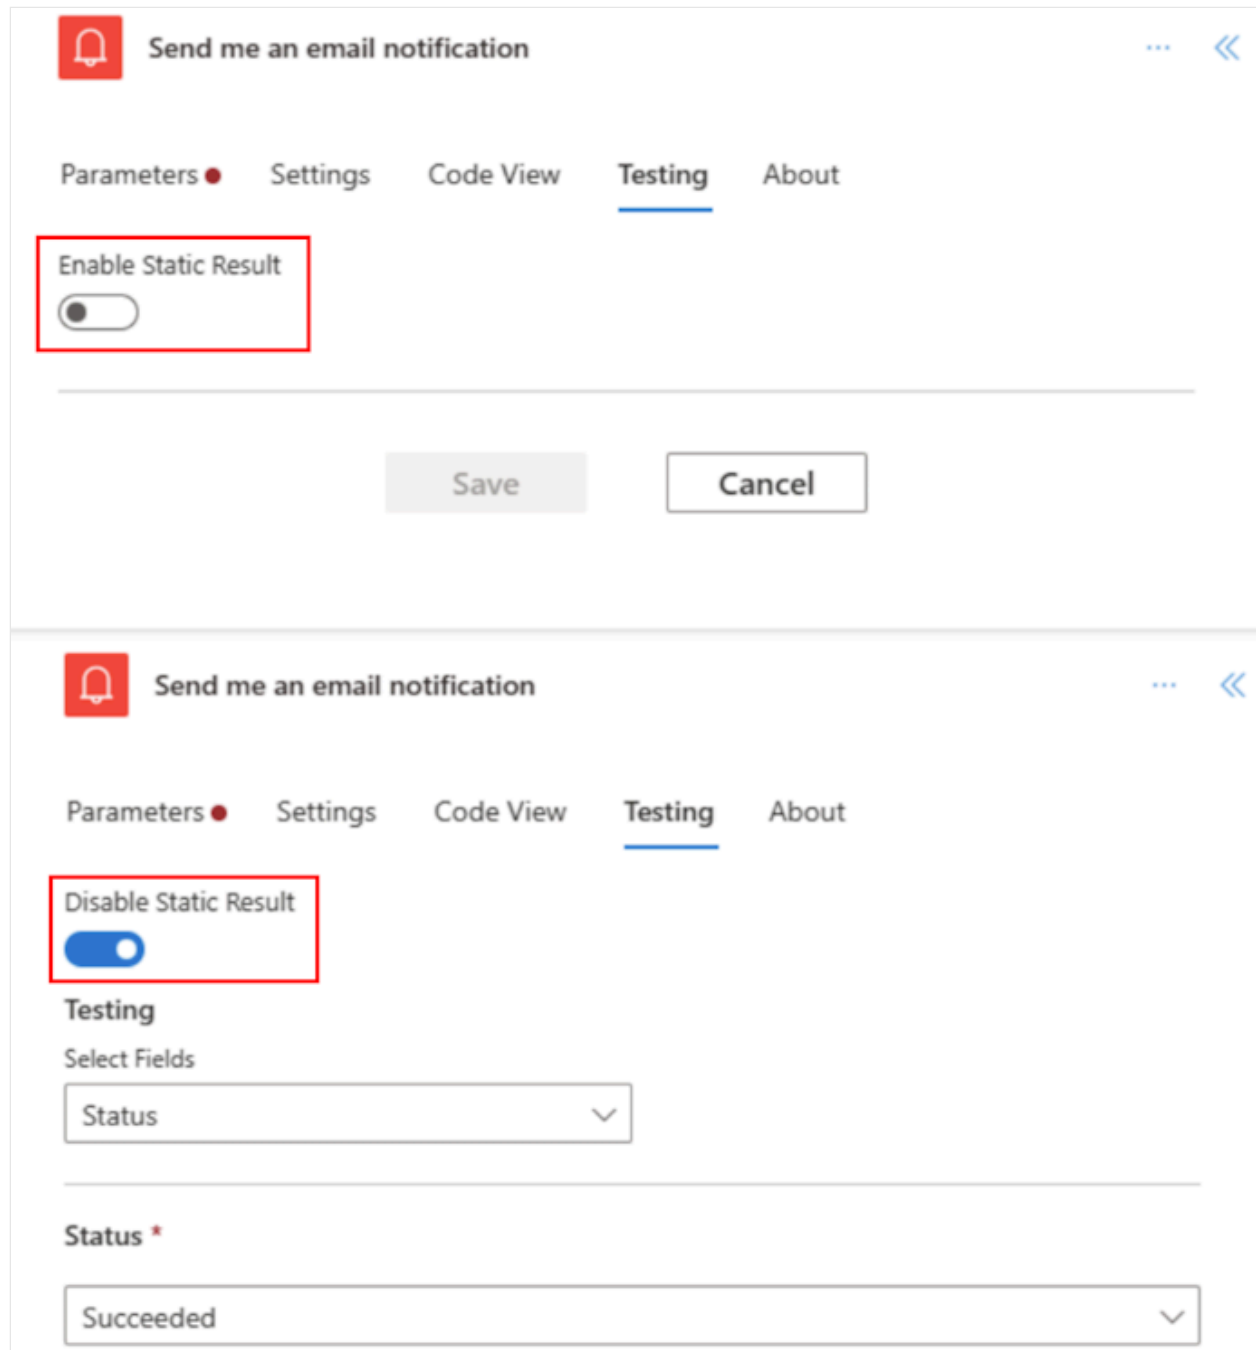 Send me an email notification
Parameters Settings Code View Testing About
Enable Static Result
Save Cancel
Send me an email notification
Parameters Settings Code View Testing About
Disable Static Result
Testing
Select Fields
Status
Status *
Succeeded